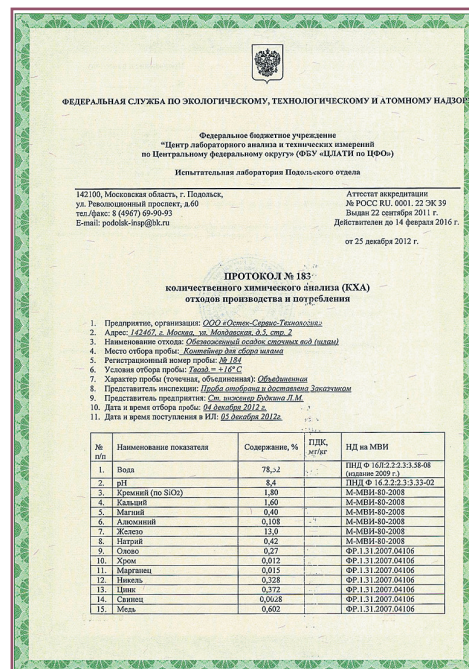 ФЕДЕРАЛЬНАЯ СЛУЖБА ПО ЭКОЛОГИЧЕСКОМУ, ТЕХНОЛОГИЧЕСКОМУ И АТОМНОМУ НАДЗОР
Федеральное бюджетное учреждение
"Центр лабораторного анализа и технических измерений
по Центральному федеральному округу" (ФБУ «ЦЛАТИ по ЦФО»)
Испытательная лаборатория Подольского отдела
142100, Московская область, г. Подольск,
ул. Революционный проспект, д.60
тел./факс: 8 (4967) 69-90-93
E-mail: podolsk-insp@bk.ru
Аттестат аккредитации
№ РОСС RU. 0001. 22 ЭК 39
Выдан 22 сентября 2011 г.
Действителен до 14 февраля 2016 г.
от 25 декабря 2012 г.
ПРОТОКОЛ № 183
количественного химического анализа (КХА)
отходов производства и потребления
1. Предприятие, организация: ООО «Остек-Сервис-Технология»
2. Адрес: 142467, г. Москва, ул. Молдавская, д.5, стр. 2
3. Наименование отхода: Обезвоженный осадок сточных вод (шлам)
4. Место отбора пробы: Контейнер для сбора шлама
5. Регистрационный номер пробы: № 184
6. Условия отбора пробы: Твозд.= +16° С
7. Характер пробы (точечная, объединенная): Объединенная
8. Представитель инспекции: Проба отобрана и доставлена Заказчиком
9. Представитель предприятия: Ст. инженер Будкина Л.М.
10. Дата и время отбора пробы: 04 декабря 2012 г.
11. Дата и время поступления в ИЛ: 05 декабря 2012г.
№ п/п Наименование показателя Содержание, % ПДК, мг/кг НД на МВИ
1. Вода ПНД Ф 16.2:2.2:2.3:3.58-08 (издание 2009 г.)
2. pH 8,4 ПНД Ф 16.2.2:2.3:3.33-02
3. Кремний (по SiO2) 1,80 М-МВИ-80-2008
4. Кальций 1,60 М-МВИ-80-2008
5. Магний 0,40 М-МВИ-80-2008
6. Алюминий 0,108 М-МВИ-80-2008
7. Железо 13,0 М-МВИ-80-2008
8. Натрий 0,42 М-МВИ-80-2008
9. Олово 0,27 ФР.1.31.2007.04106
10. Хром 0,012 ФР.1.31.2007.04106
11. Марганец 0,015 ФР.1.31.2007.04106
12. Никель 0,328 ФР.1.31.2007.04106
13. Цинк 0,372 ФР.1.31.2007.04106
14. Свинец 0,0028 ФР.1.31.2007.04106
15. Медь 0,602 ФР.1.31.2007.04106